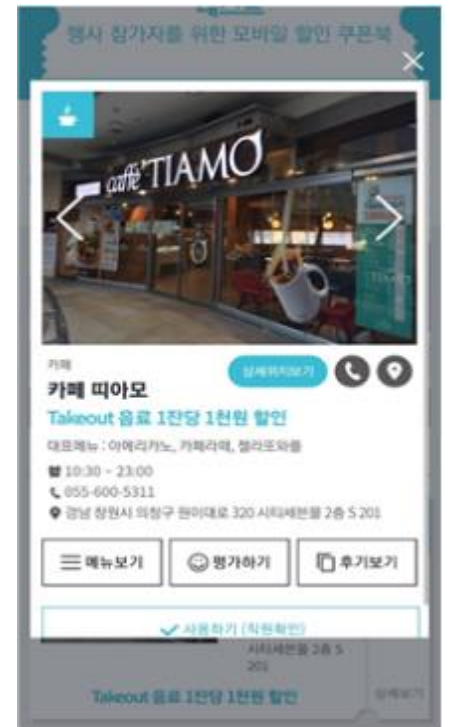 행사 참가자를 위한 모바일 할인 쿠폰북
caffé TIAMO
TIAMO
카페
상세위치보기
카페 띠아모
Takeout 음료 1잔당 1천원 할인
대표메뉴 : 아메리카노, 카페라떼, 젤라또와플
10:30 ~ 23:00
055-600-5311
경남 창원시 의창구 원이대로 320 시티세븐몰 2층 S 201
메뉴보기
평가하기
후기보기
사용하기 (직원확인)
시티세븐몰 2층 S
201
Takeout 음료 1잔당 1천원 할인
상세보기